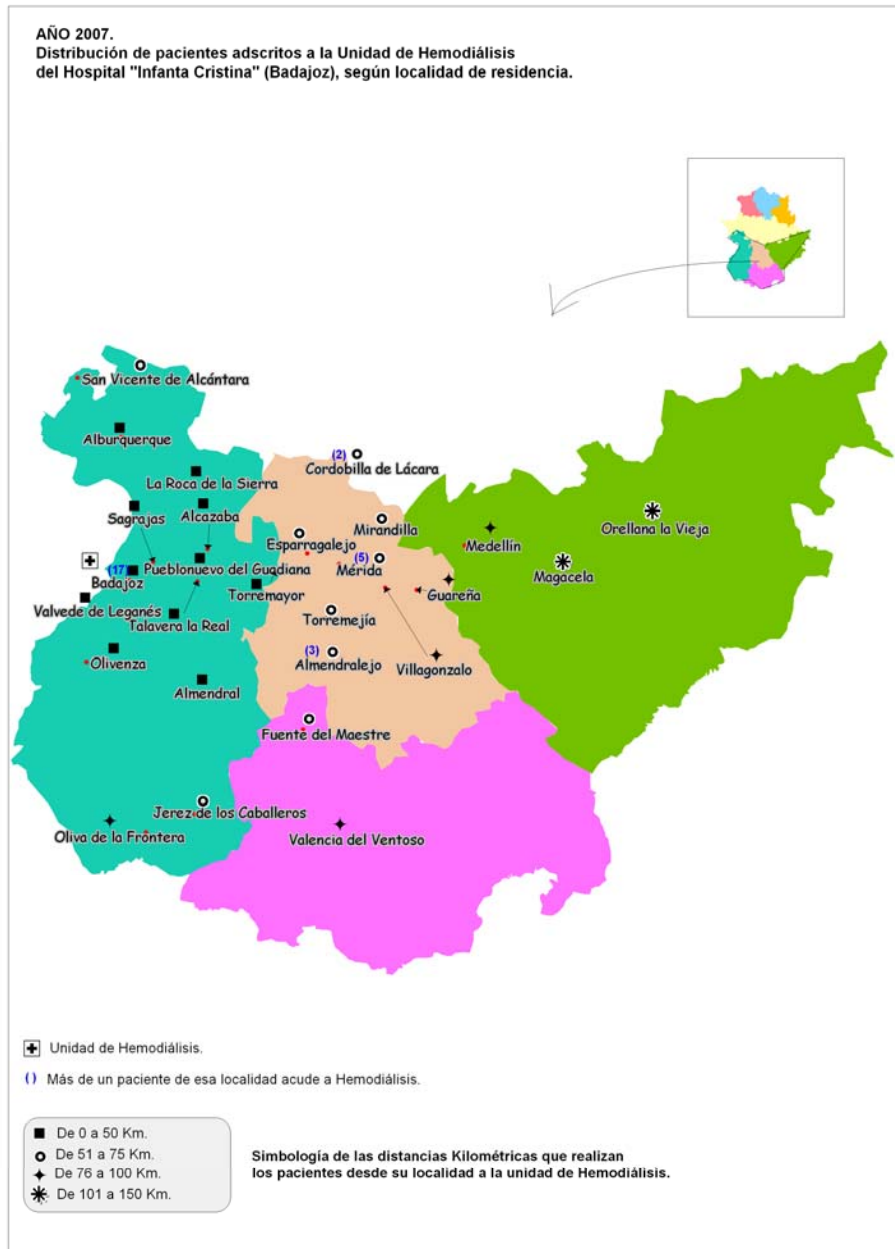 AÑO 2007.
Distribución de pacientes adscritos a la Unidad de Hemodiálisis
del Hospital "Infanta Cristina" (Badajoz), según localidad de residencia.
San Vicente de Alcántara
Alburquerque
(2)
Cordobilla de Lácara
La Roca de la Sierra
Sagrajas
Alcazaba
Mirandilla
Orellana la Vieja
Esparragalejo
Medellín
(5)
Mérida
Pueblonuevo del Guadiana
Magacela
(17)
Badajoz
Torremayor
Guareña
Valvede de Leganés
Talavera la Real
Torremejía
Olivenza
(3)
Almendralejo
Villagonzalo
Almendral
Fuente del Maestre
Jerez de los Caballeros
Oliva de la Frontera
Valencia del Ventoso
Unidad de Hemodiálisis.
() Más de un paciente de esa localidad acude a Hemodiálisis.
De 0 a 50 Km.
De 51 a 75 Km.
De 76 a 100 Km.
De 101 a 150 Km.
Simbología de las distancias Kilométricas que realizan
los pacientes desde su localidad a la unidad de Hemodiálisis.